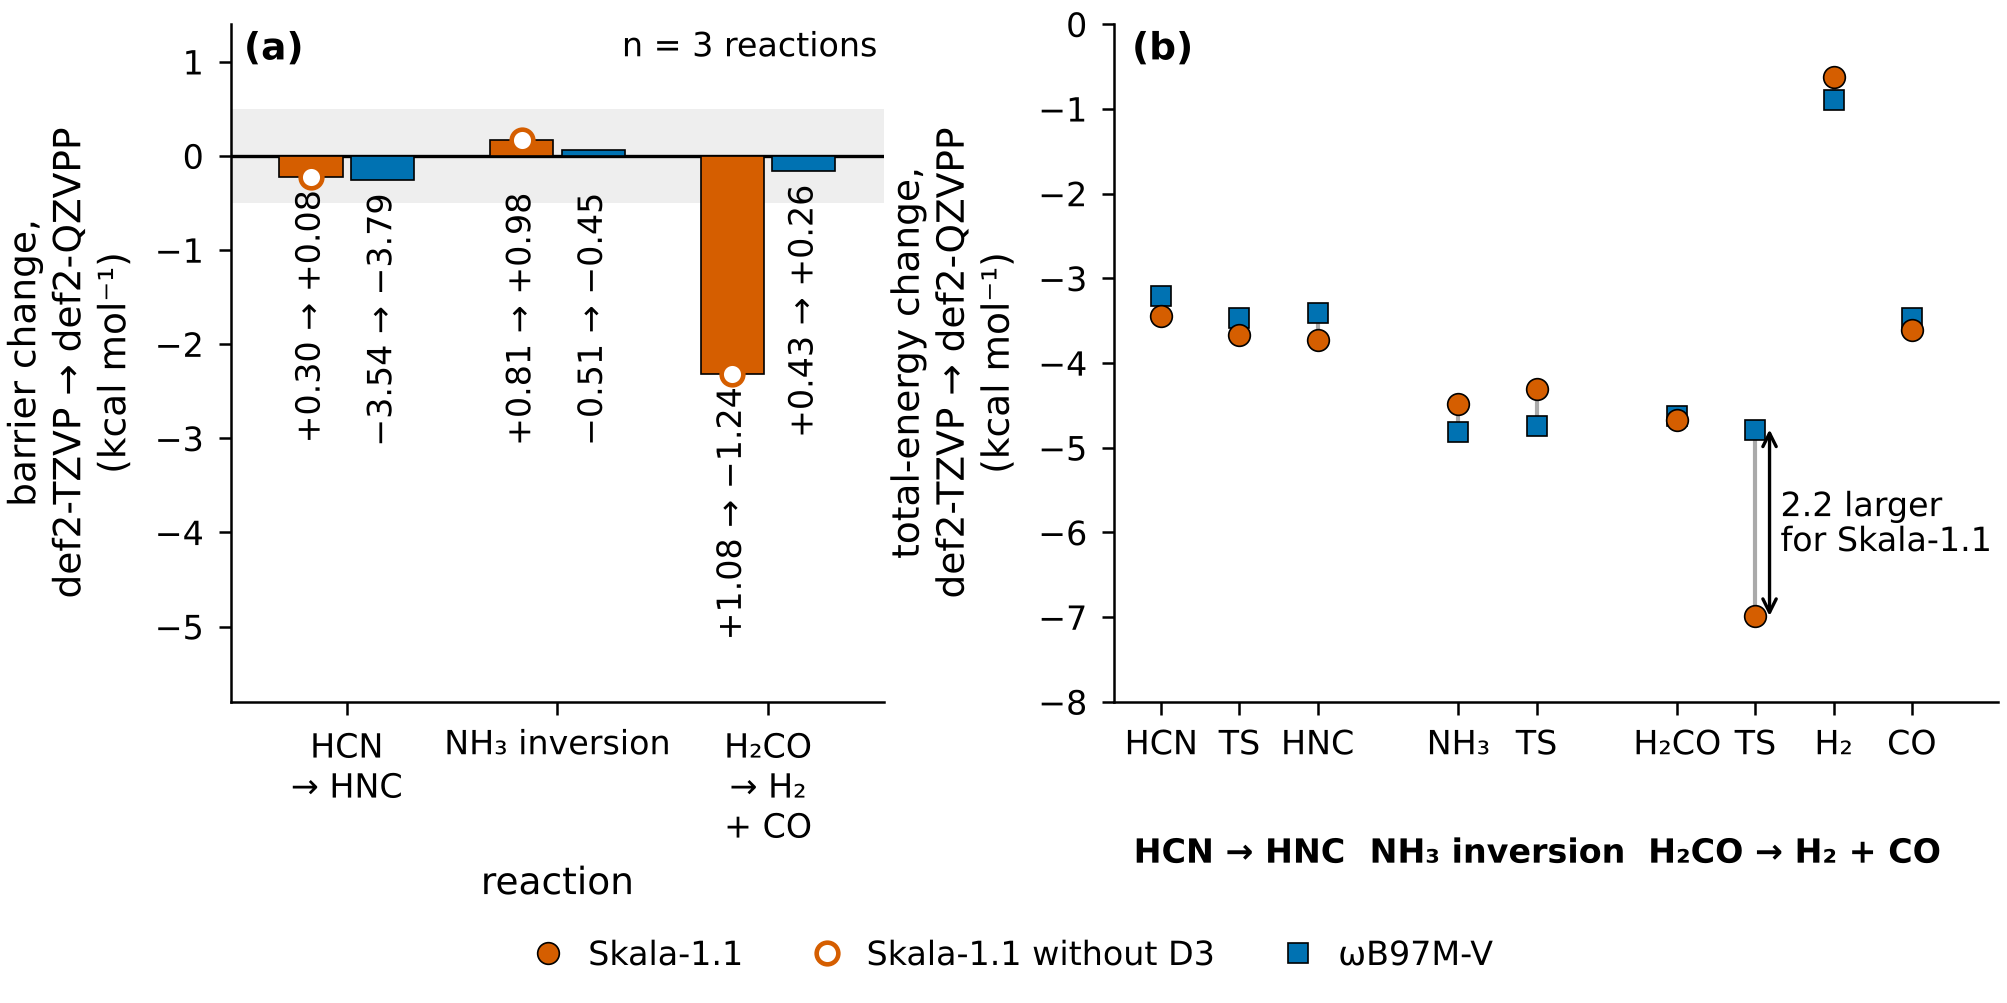 (a)
n = 3 reactions
barrier change,
def2-TZVP → def2-QZVPP
(kcal mol⁻¹)
1
0
−1
−2
−3
−4
−5
+0.30 → +0.08
−3.54 → −3.79
+0.81 → +0.98
−0.51 → −0.45
+1.08 → −1.24
+0.43 → +0.26
HCN
→ HNC
NH₃ inversion
H₂CO
→ H₂
+ CO
reaction
(b)
total-energy change,
def2-TZVP → def2-QZVPP
(kcal mol⁻¹)
0
−1
−2
−3
−4
−5
−6
−7
−8
2.2 larger
for Skala-1.1
HCN TS HNC NH₃ TS H₂CO TS H₂ CO
HCN → HNC NH₃ inversion H₂CO → H₂ + CO
Skala-1.1 Skala-1.1 without D3 ωB97M-V